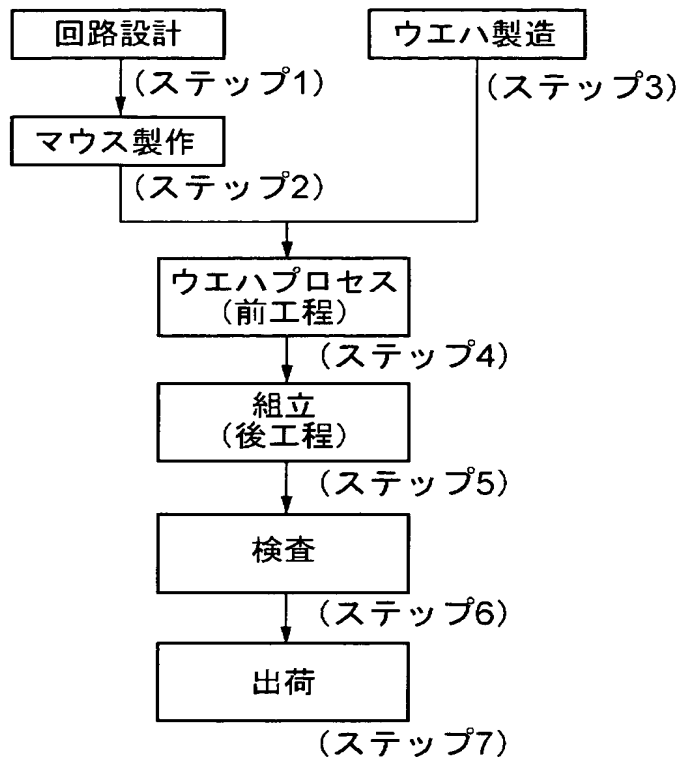 回路設計
(ステップ1)
マウス製作
(ステップ2)
ウエハ製造
(ステップ3)
ウエハプロセス
(前工程)
(ステップ4)
組立
(後工程)
(ステップ5)
検査
(ステップ6)
出荷
(ステップ7)